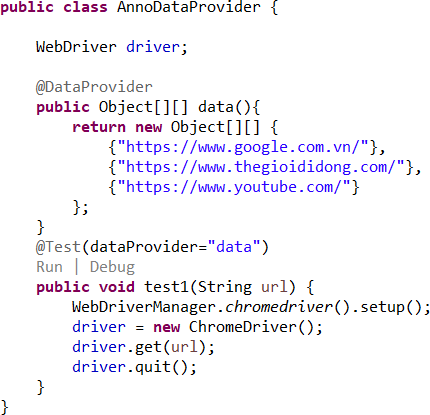 public class AnnoDataProvider {
WebDriver driver;
@DataProvider
public Object[][] data(){
return new Object[][] {
{"https://www.google.com.vn/"},
{"https://www.thegioididong.com/"},
{"https://www.youtube.com/"}
};
}
@Test(dataProvider="data")
Run | Debug
public void test1(String url) {
WebDriverManager.chromedriver().setup();
driver = new ChromeDriver();
driver.get(url);
driver.quit();
}
}